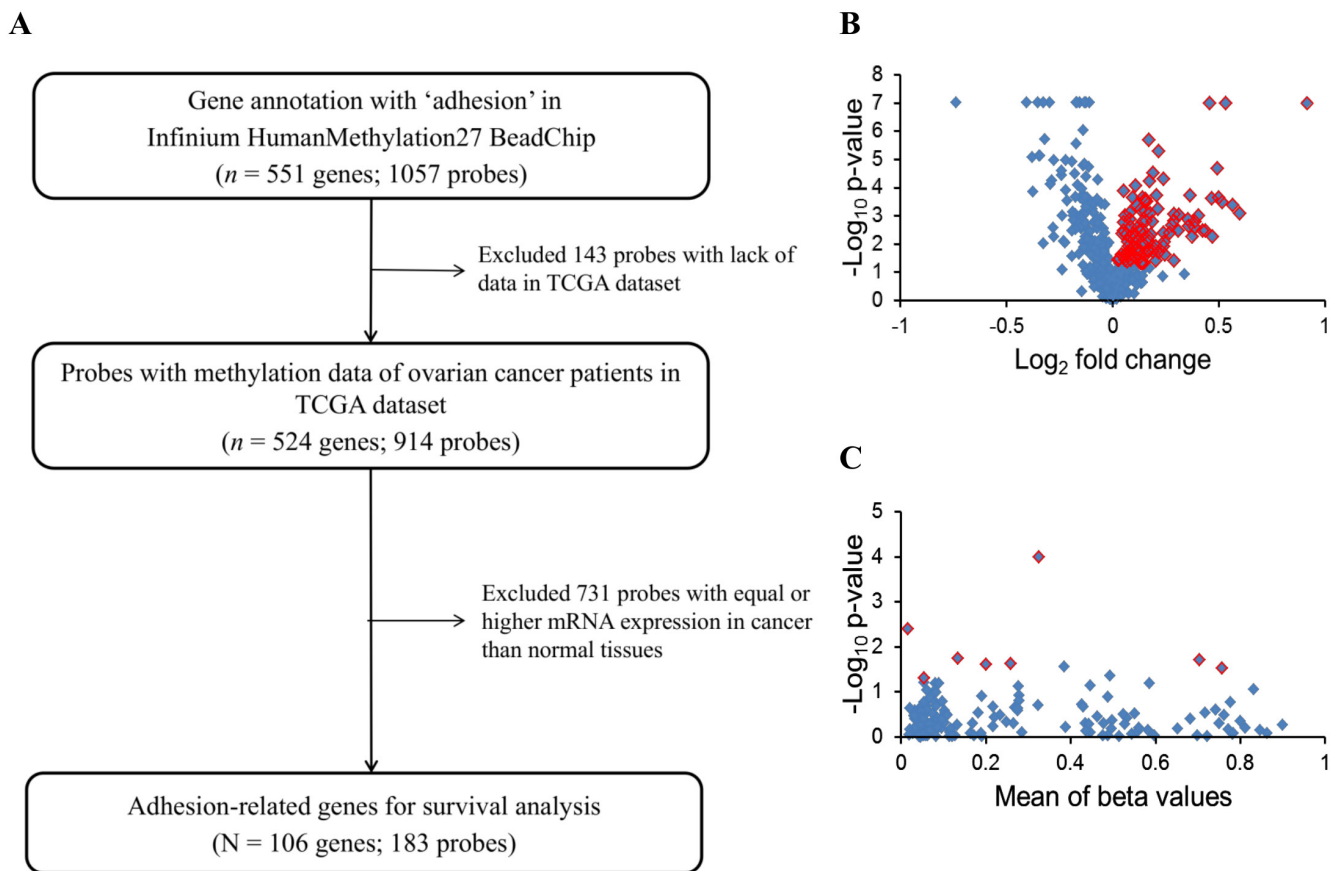 A
Gene annotation with ‘adhesion’ in
Infinium HumanMethylation27 BeadChip
(n = 551 genes; 1057 probes)
Excluded 143 probes with lack of
data in TCGA dataset
Probes with methylation data of ovarian cancer patients in
TCGA dataset
(n = 524 genes; 914 probes)
Excluded 731 probes with equal or
higher mRNA expression in cancer
than normal tissues
Adhesion-related genes for survival analysis
(N = 106 genes; 183 probes)
B
-Log10 p-value
8
7
6
5
4
3
2
1
0
-1 -0.5 0 0.5 1
Log2 fold change
C
-Log10 p-value
5
4
3
2
1
0
0 0.2 0.4 0.6 0.8 1
Mean of beta values